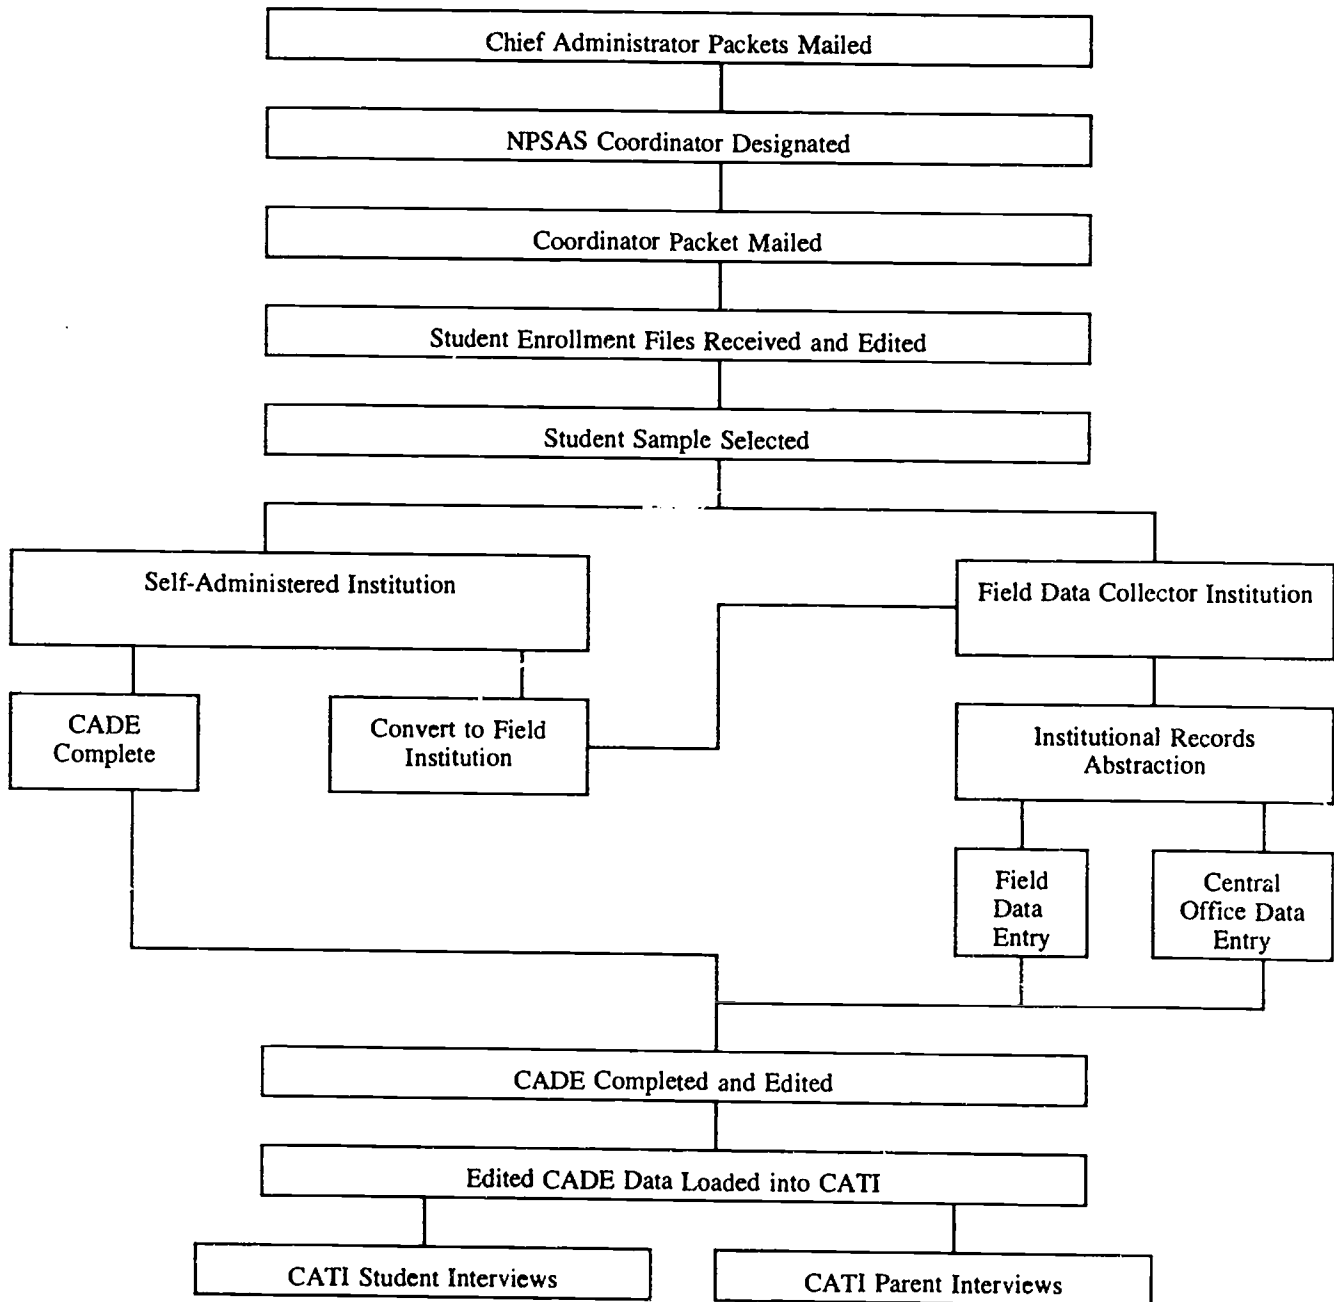 Chief Administrator Packets Mailed
NPSAS Coordinator Designated
Coordinator Packet Mailed
Student Enrollment Files Received and Edited
Student Sample Selected
Self-Administered Institution
Field Data Collector Institution
CADE
Complete
Convert to Field
Institution
Institutional Records
Abstraction
Field
Data
Entry
Central
Office Data
Entry
CADE Completed and Edited
Edited CADE Data Loaded into CATI
CATI Student Interviews
CATI Parent Interviews